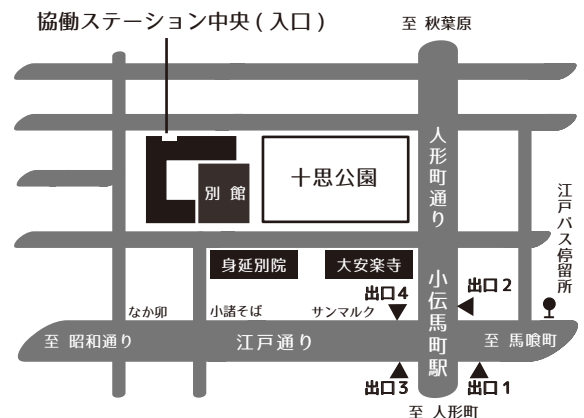 協働ステーション中央 ( 入口 )
至 秋葉原
人形町通り
別 館
十思公園
江戸バス停留所
身延別院
大安楽寺
小伝馬町駅
出口 2
出口4
なか卯
小諸そば
サンマルク
至 昭和通り
江戸通り
至 馬喰町
出口3
出口 1
至 人形町